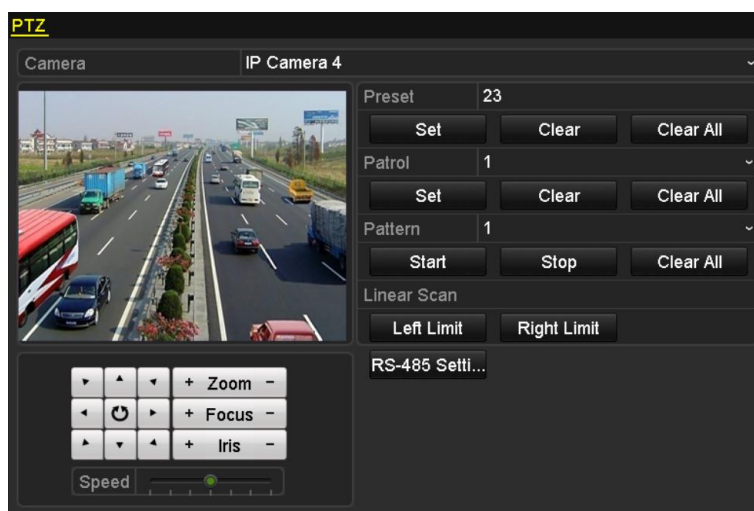 PTZ
Camera IP Camera 4
Preset 23
Set Clear Clear All
Patrol 1
Set Clear Clear All
Pattern 1
Start Stop Clear All
Linear Scan
Left Limit Right Limit
RS-485 Setti...
+ Zoom -
+ Focus -
+ Iris -
Speed